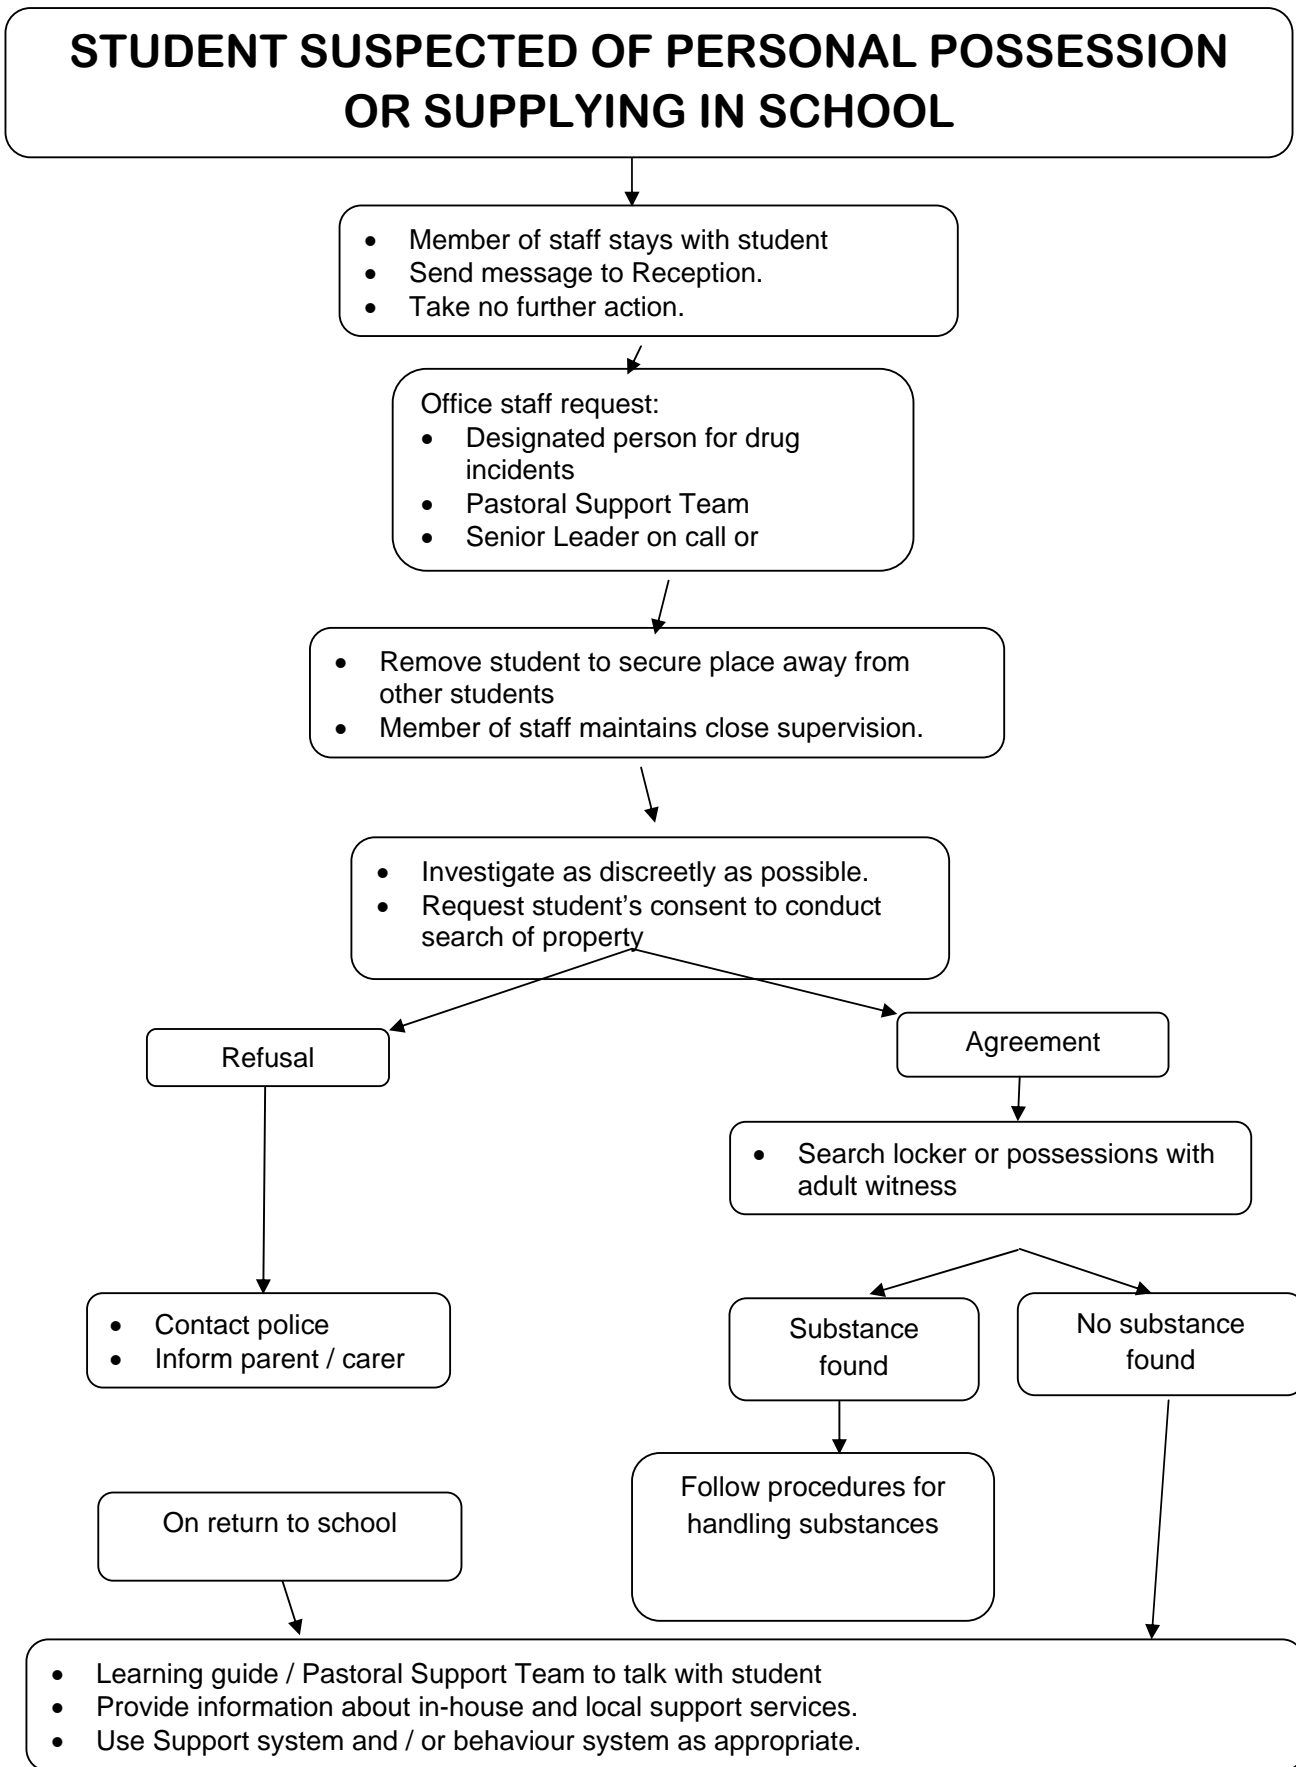 STUDENT SUSPECTED OF PERSONAL POSSESSION
OR SUPPLYING IN SCHOOL
• Member of staff stays with student
• Send message to Reception.
• Take no further action.
Office staff request:
• Designated person for drug
incidents
• Pastoral Support Team
• Senior Leader on call or
• Remove student to secure place away from
other students
• Member of staff maintains close supervision.
• Investigate as discreetly as possible.
• Request student’s consent to conduct
search of property
Refusal
Agreement
• Search locker or possessions with
adult witness
• Contact police
• Inform parent / carer
Substance
found
No substance
found
Follow procedures for
handling substances
On return to school
• Learning guide / Pastoral Support Team to talk with student
• Provide information about in-house and local support services.
• Use Support system and / or behaviour system as appropriate.